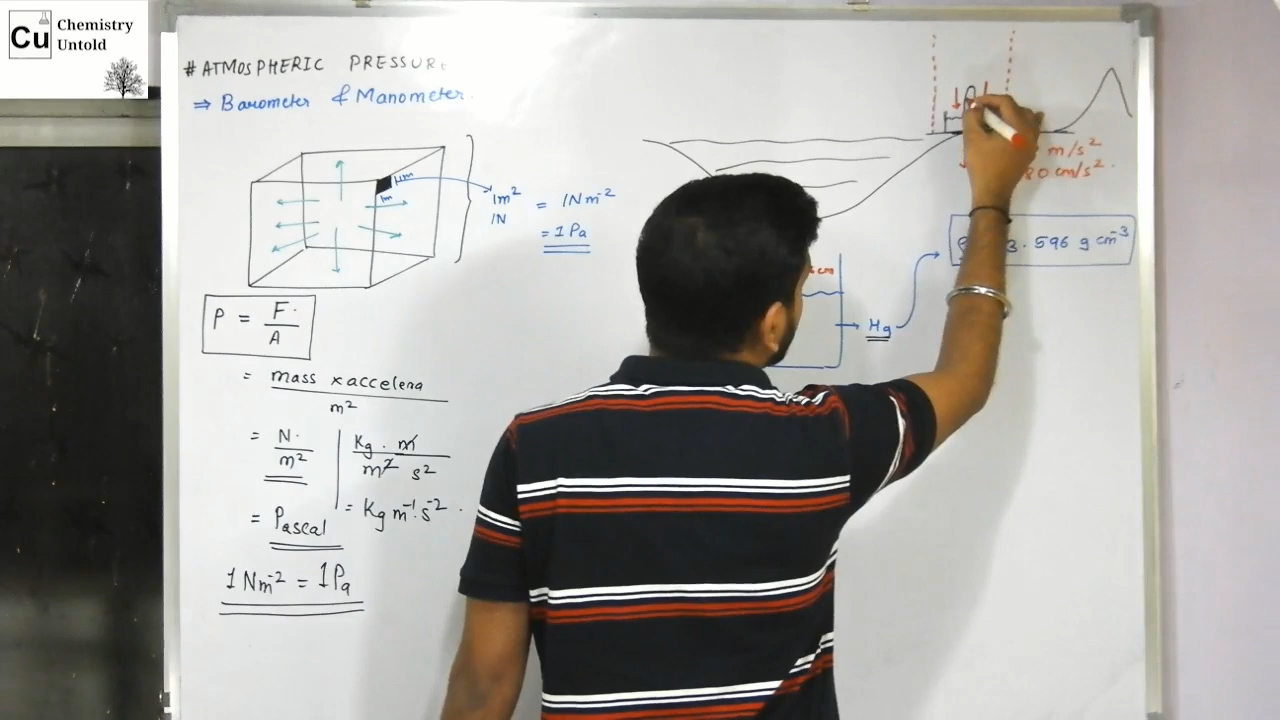 Cu Chemistry
Untold
# ATMOSPHERIC PRESSURE
⇒ Barometer & Manometer.
1m
1m
1m²
1N
= 1Nm⁻²
= 1 Pa
P = F/A
= mass x accelera / m²
= N/m²
Kg . m / m² s²
= Pascal
= Kg m⁻¹ s⁻² .
1 Nm⁻² = 1Pa
m/s²
80 cm/s².
3.596 g cm⁻³
cm
Hg